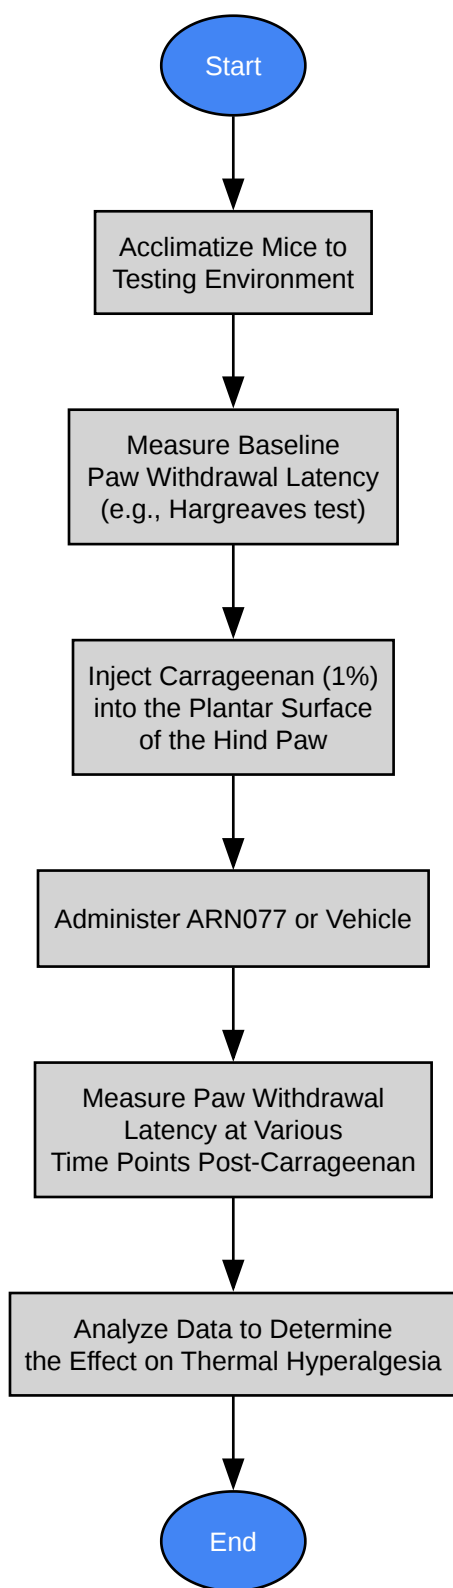 Start
Acclimatize Mice to
Testing Environment
Measure Baseline
Paw Withdrawal Latency
(e.g., Hargreaves test)
Inject Carrageenan (1%)
into the Plantar Surface
of the Hind Paw
Administer ARN077 or Vehicle
Measure Paw Withdrawal
Latency at Various
Time Points Post-Carrageenan
Analyze Data to Determine
the Effect on Thermal Hyperalgesia
End